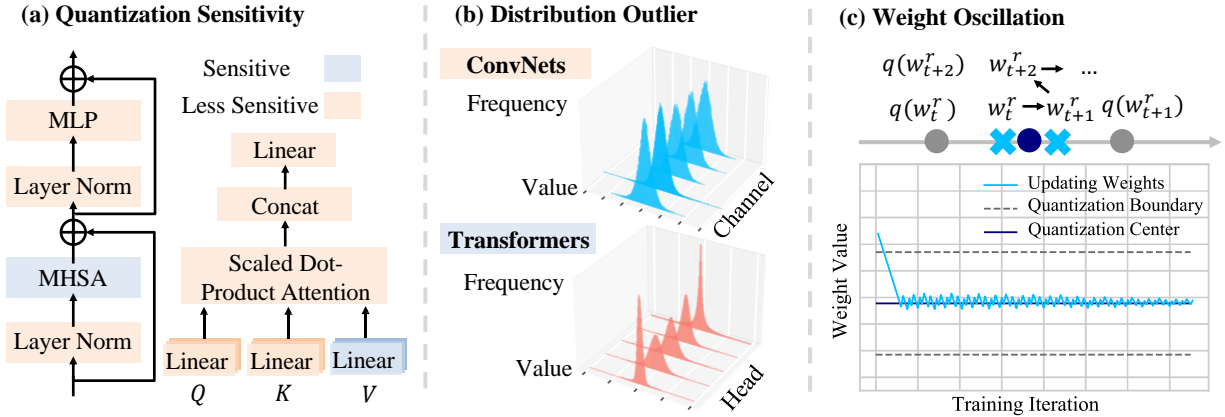 (a) Quantization Sensitivity
Sensitive
Less Sensitive
MLP
Layer Norm
MHSA
Layer Norm
Linear
Concat
Scaled Dot-
Product Attention
Linear
Linear
Linear
Q
K
V
(b) Distribution Outlier
ConvNets
Frequency
Value
Channel
Transformers
Frequency
Value
Head
(c) Weight Oscillation
q(w^r_{t+2}) w^r_{t+2} → ...
q(w^r_t) w^r_t → w^r_{t+1} q(w^r_{t+1})
Updating Weights
Quantization Boundary
Quantization Center
Weight Value
Training Iteration